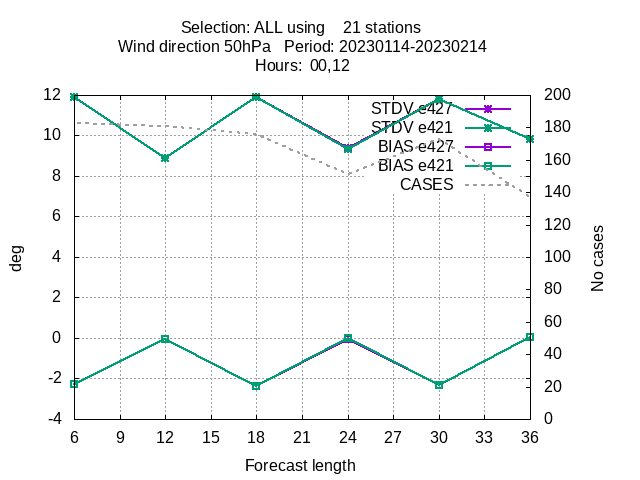 Selection: ALL using    21 stations
Wind direction 50hPa   Period: 20230114-20230214
Hours:  00,12
12 200
STDV e427
10 180
STDV e421
160
BIAS e427
8 140
BIAS e421
CASES
6 120
4 100
2 80
60
0 40
-2 20
-4 0
deg
No cases
6 9 12 15 18 21 24 27 30 33 36
Forecast length